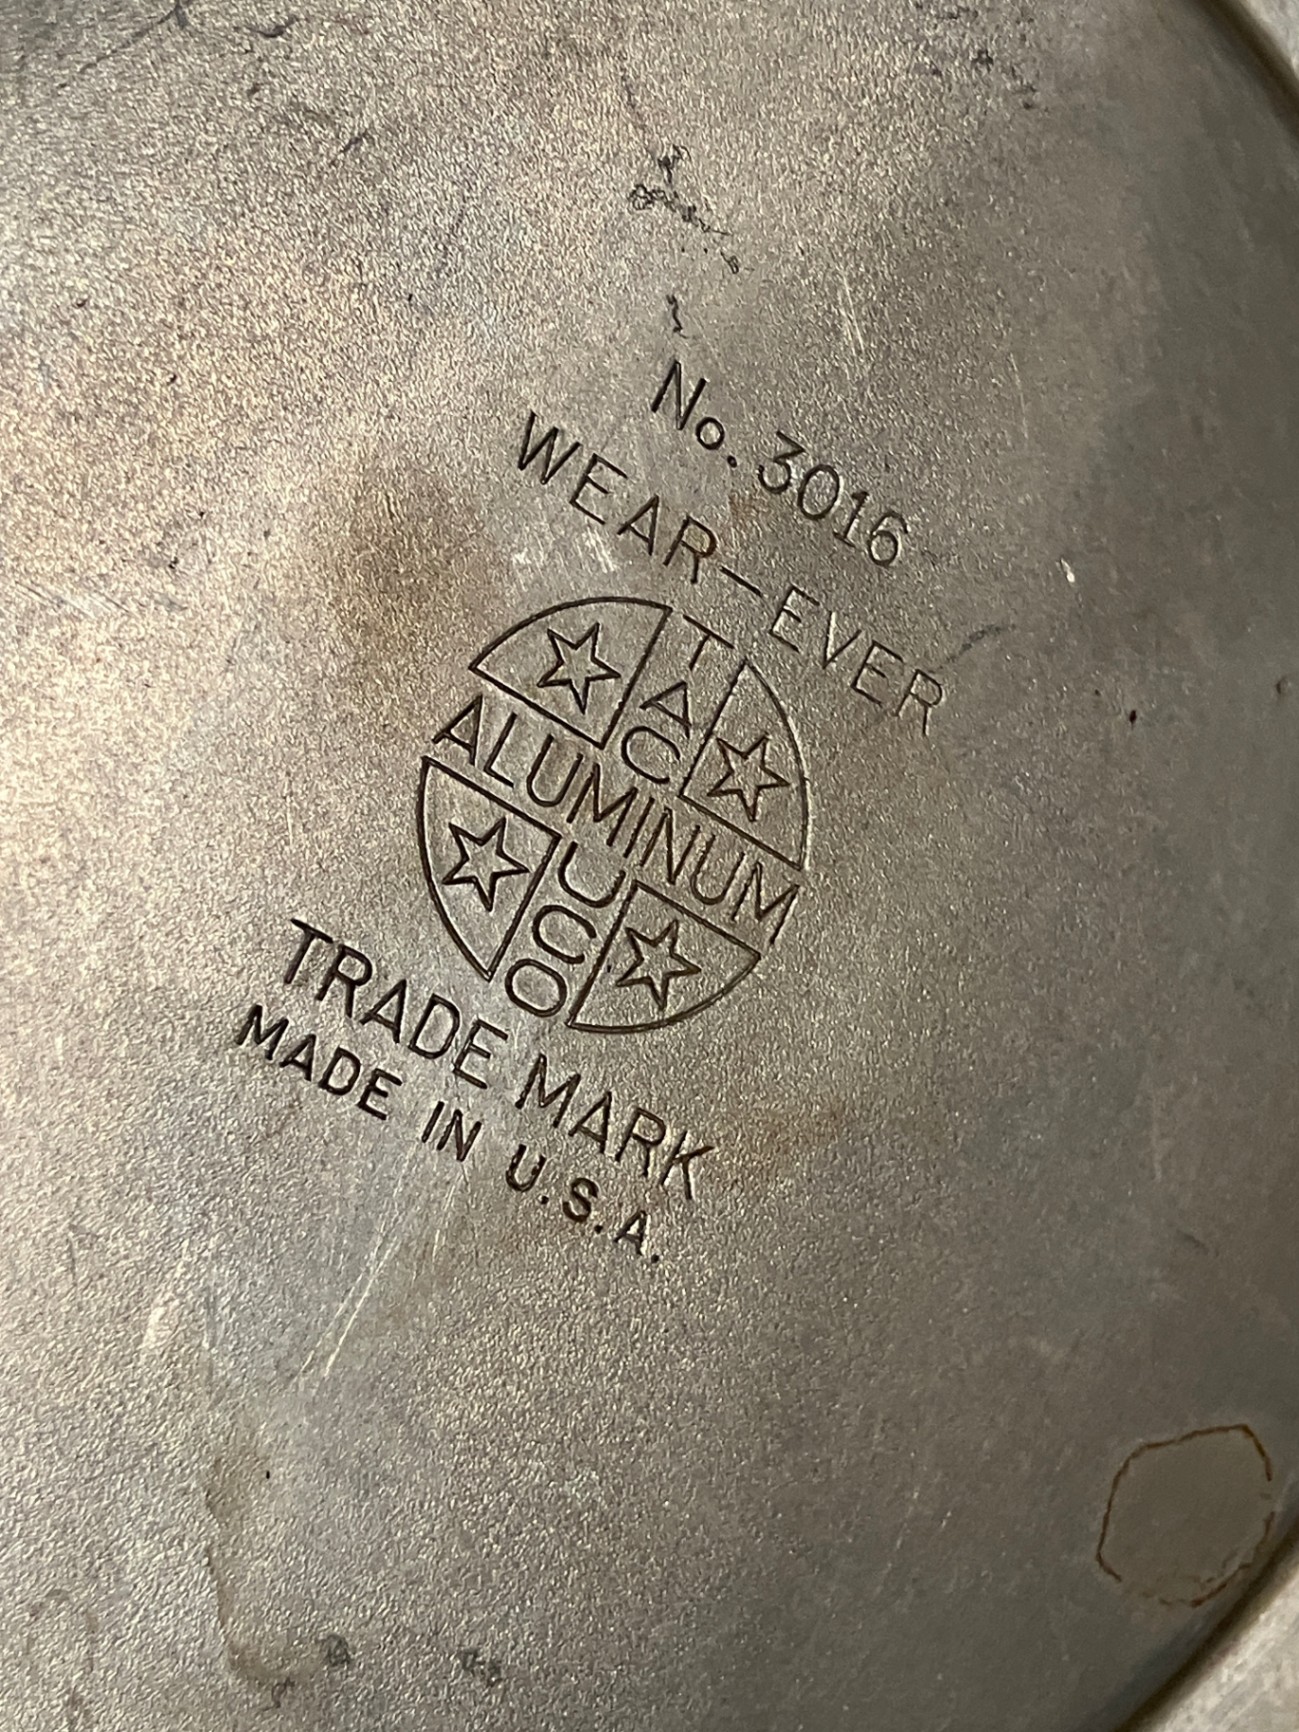 No. 3016
WEAR-EVER
TAC
ALUMINUM
UCO
TRADE MARK
MADE IN U.S.A.